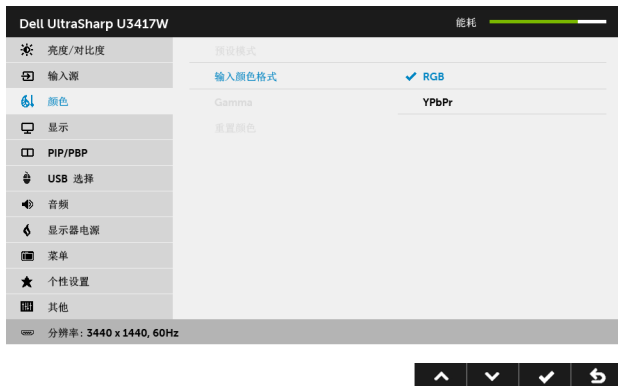 Dell UltraSharp U3417W 能耗
亮度/对比度 预设模式
输入源 输入颜色格式 RGB
颜色 Gamma YPbPr
显示 重置颜色
PIP/PBP
USB 选择
音频
显示器电源
菜单
个性设置
其他
分辨率: 3440 x 1440, 60Hz